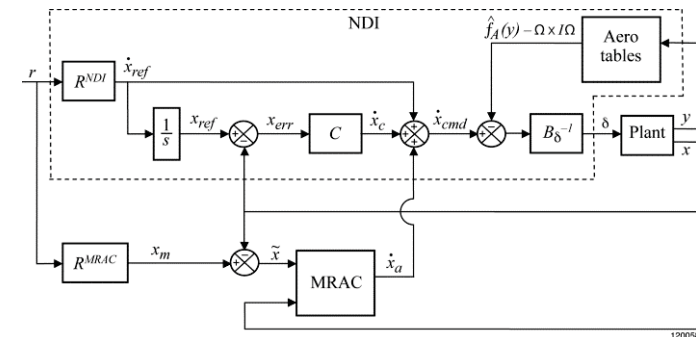 NDI
r
R^NDI
ẋ_ref
f̂_A(y) – Ω × IΩ
Aero
tables
1/s
x_ref
+
−
x_err
C
ẋ_c
+
+
+
ẋ_cmd
+
−
B_δ^-1
δ
Plant
y
x
R^MRAC
x_m
−
+
x̃
MRAC
ẋ_a